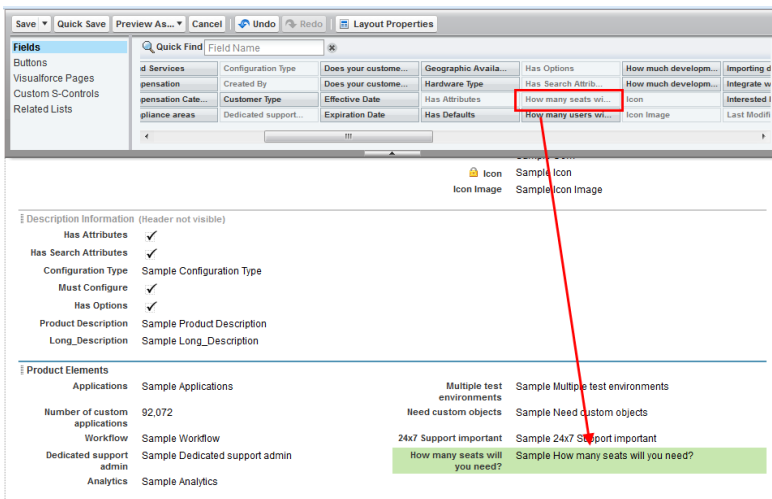 Save Quick Save Preview As... Cancel Undo Redo Layout Properties
Fields
Buttons
Visualforce Pages
Custom S-Controls
Related Lists
Quick Find Field Name
d Services Configuration Type Does your custome... Geographic Availa... Has Options How much developm... Importing d
pensation Created By Does your custome... Hardware Type Has Search Attrib... How much developm... Integrate w
pensation Cate... Customer Type Effective Date Has Attributes How many seats wi... Icon Interested I
pliance areas Dedicated support... Expiration Date Has Defaults How many users wi... Icon Image Last Modifi
Icon Sample Icon
Icon Image Sample Icon Image
Description Information (Header not visible)
Has Attributes
Has Search Attributes
Configuration Type Sample Configuration Type
Must Configure
Has Options
Product Description Sample Product Description
Long_Description Sample Long_Description
Product Elements
Applications Sample Applications Multiple test environments Sample Multiple test environments
Number of custom applications 92,072 Need custom objects Sample Need custom objects
Workflow Sample Workflow 24x7 Support important Sample 24x7 Support important
Dedicated support admin Sample Dedicated support admin How many seats will you need? Sample How many seats will you need?
Analytics Sample Analytics